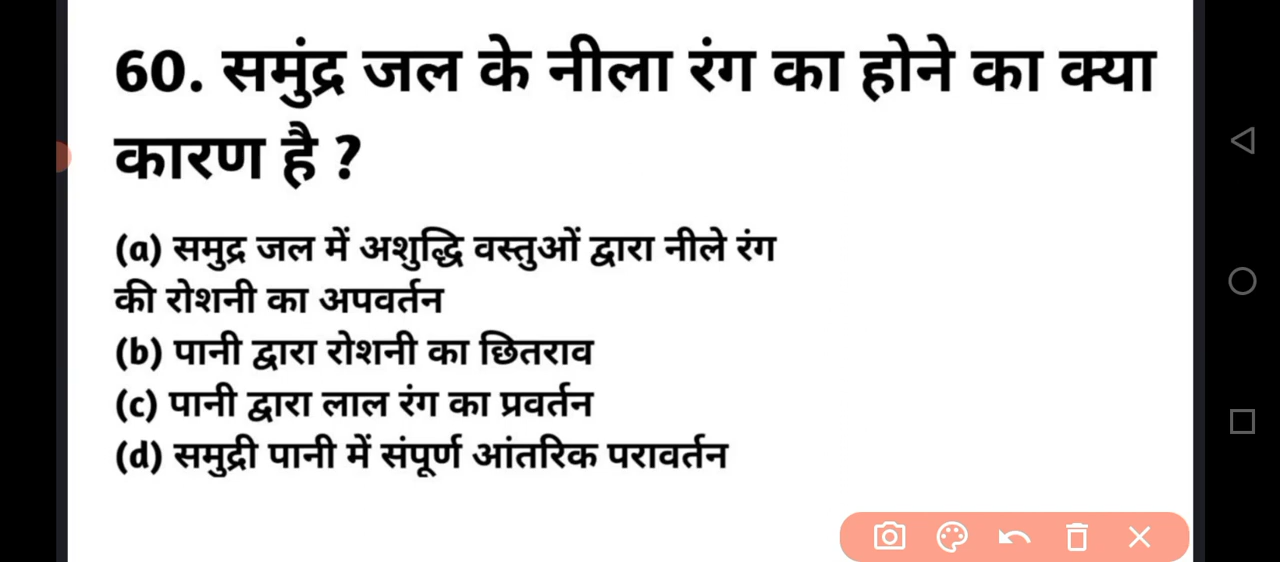 60. समुंद्र जल के नीला रंग का होने का क्या
कारण है ?
(a) समुद्र जल में अशुद्धि वस्तुओं द्वारा नीले रंग
की रोशनी का अपवर्तन
(b) पानी द्वारा रोशनी का छितराव
(c) पानी द्वारा लाल रंग का प्रवर्तन
(d) समुद्री पानी में संपूर्ण आंतरिक परावर्तन